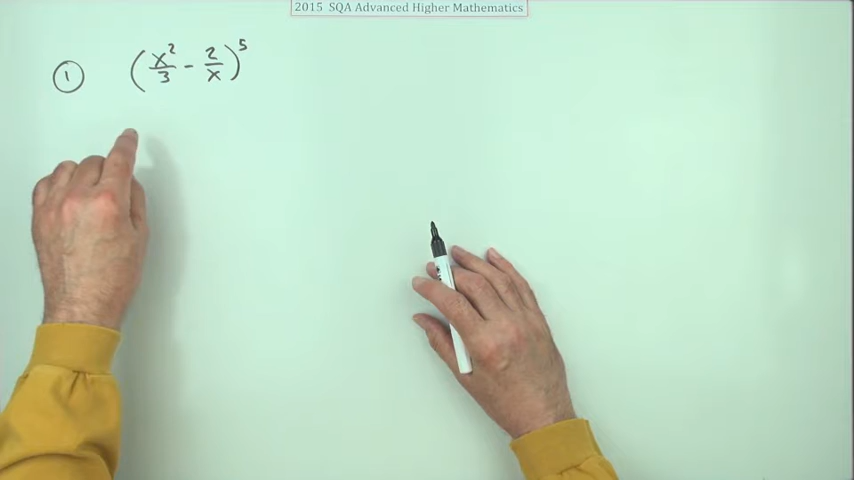 2015 SQA Advanced Higher Mathematics
① (x²/3 - 2/x)⁵